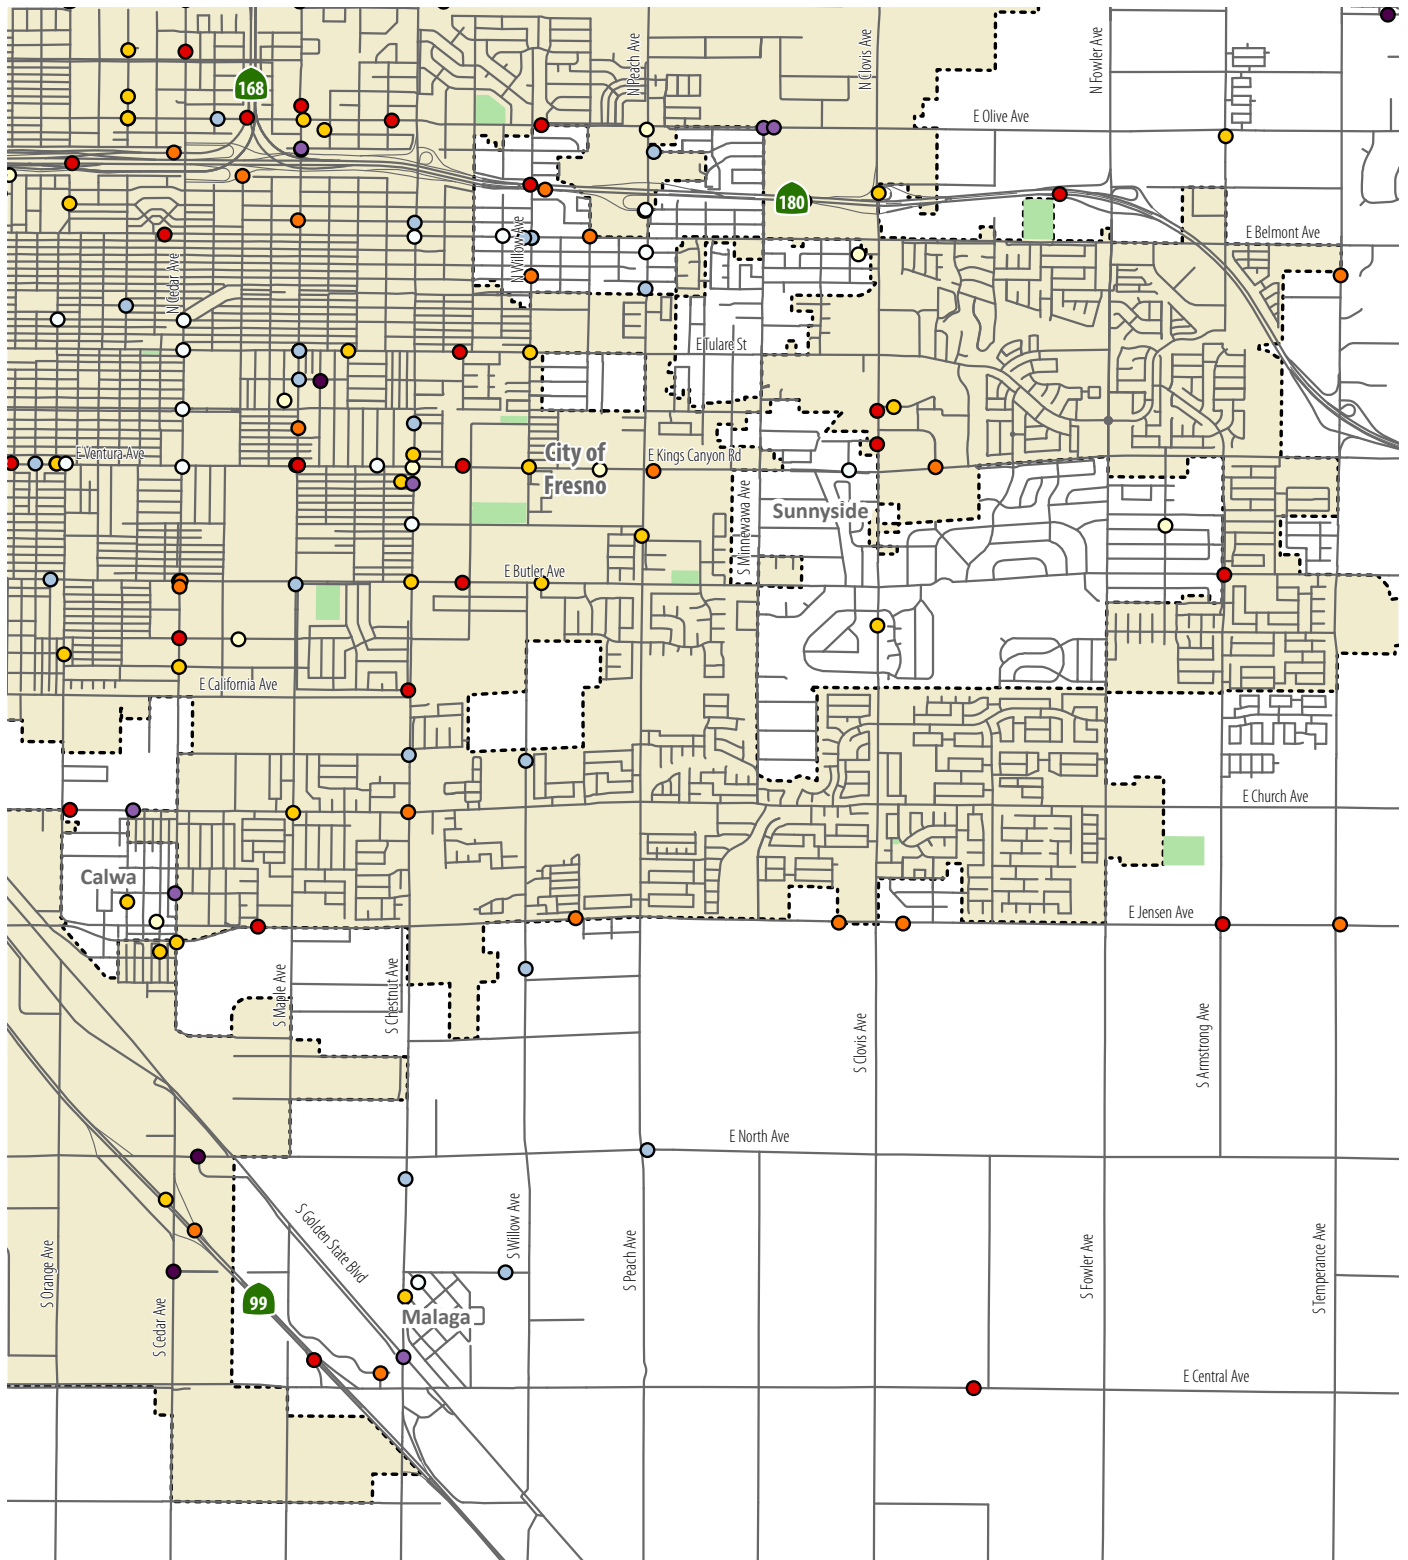 168
N Peach Ave
N Clovis Ave
N Fowler Ave
E Olive Ave
180
N Willow Ave
E Belmont Ave
N Cedar Ave
E Tulare St
E Ventura Ave
City of
Fresno
E Kings Canyon Rd
S Minnewawa Ave
Sunnyside
E Butler Ave
E California Ave
E Church Ave
Calwa
E Jensen Ave
S Maple Ave
S Chestnut Ave
S Clovis Ave
S Armstrong Ave
E North Ave
S Golden State Blvd
S Willow Ave
S Peach Ave
S Fowler Ave
S Temperance Ave
S Orange Ave
S Cedar Ave
99
Malaga
E Central Ave